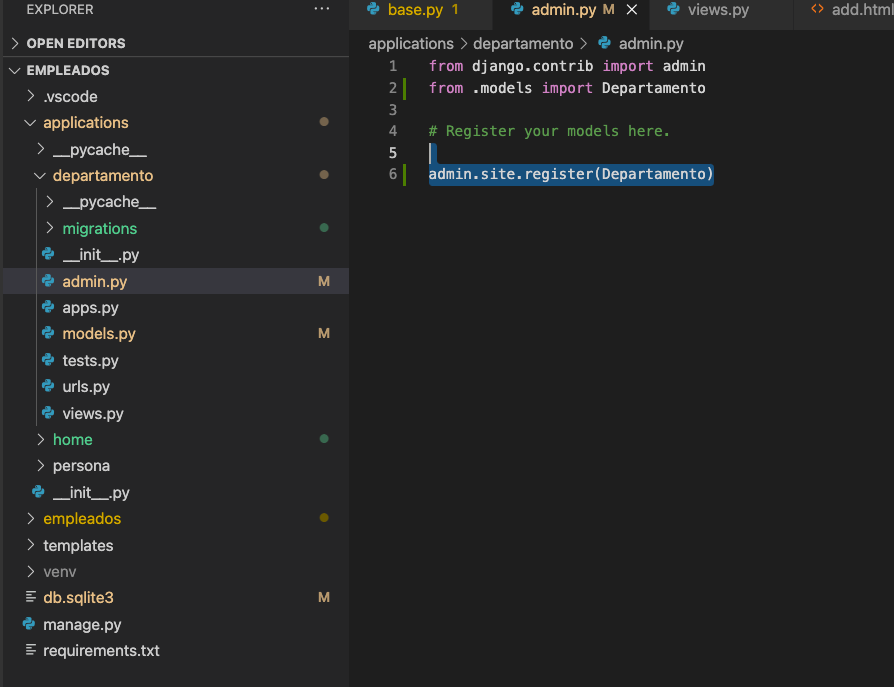 EXPLORER ...
OPEN EDITORS
EMPLEADOS
.vscode
applications
__pycache__
departamento
__pycache__
migrations
__init__.py
admin.py M
apps.py
models.py M
tests.py
urls.py
views.py
home
persona
__init__.py
empleados
templates
venv
db.sqlite3 M
manage.py
requirements.txt
base.py 1
admin.py M
views.py
<> add.html
applications > departamento > admin.py
1 from django.contrib import admin
2 from .models import Departamento
3
4 # Register your models here.
5
6 admin.site.register(Departamento)